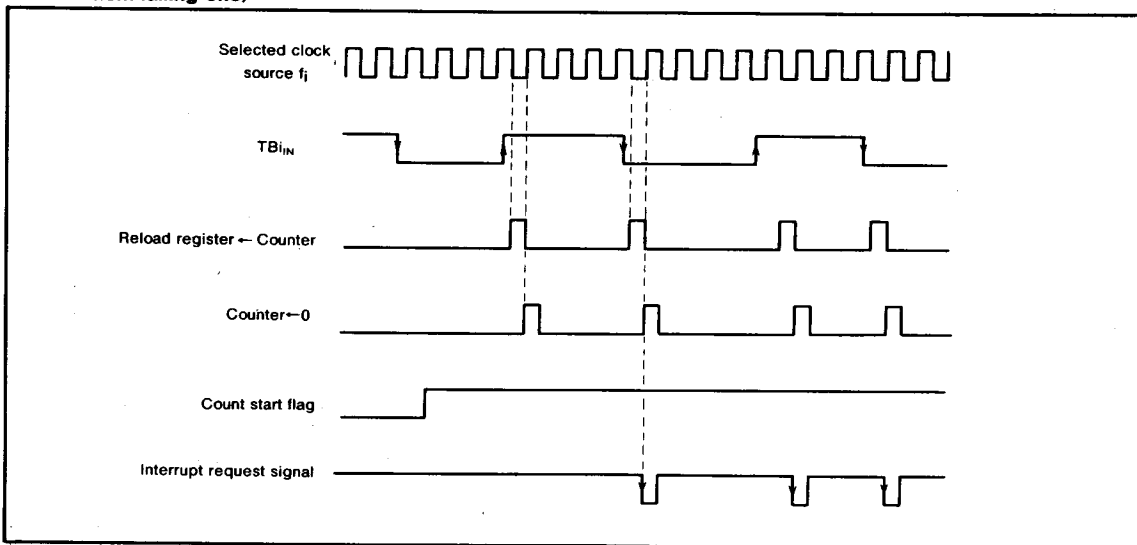 Selected clock
source fi
TBiIN
Reload register ← Counter
Counter←0
Count start flag
Interrupt request signal